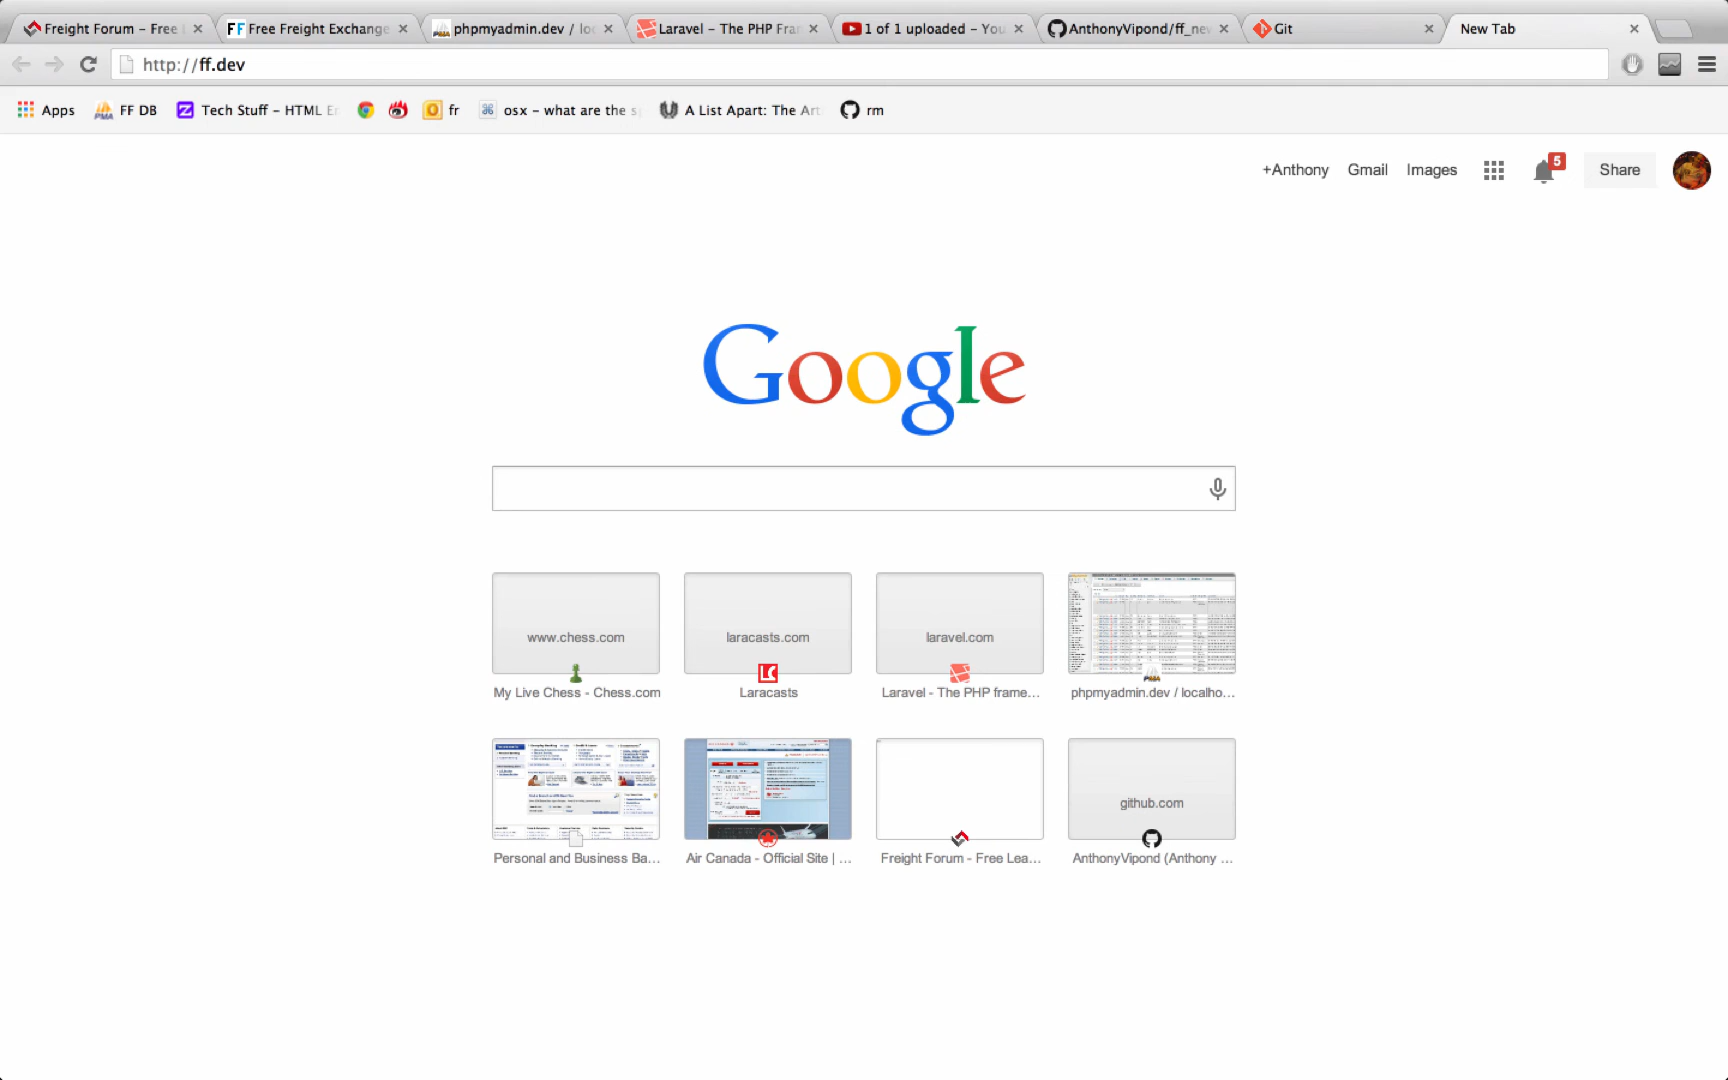 Freight Forum – Free
Free Freight Exchange
phpmyadmin.dev / lo
Laravel – The PHP Fra
1 of 1 uploaded – You
AnthonyVipond/ff_new
Git
New Tab
http://ff.dev
Apps
FF DB
Tech Stuff – HTML E
fr
osx – what are the s
A List Apart: The Art
rm
+Anthony
Gmail
Images
5
Share
Google
www.chess.com
laracasts.com
laravel.com
My Live Chess - Chess.com
Laracasts
Laravel - The PHP frame...
phpmyadmin.dev / localho...
github.com
Personal and Business Ba...
Air Canada - Official Site | ...
Freight Forum - Free Lea...
AnthonyVipond (Anthony ...